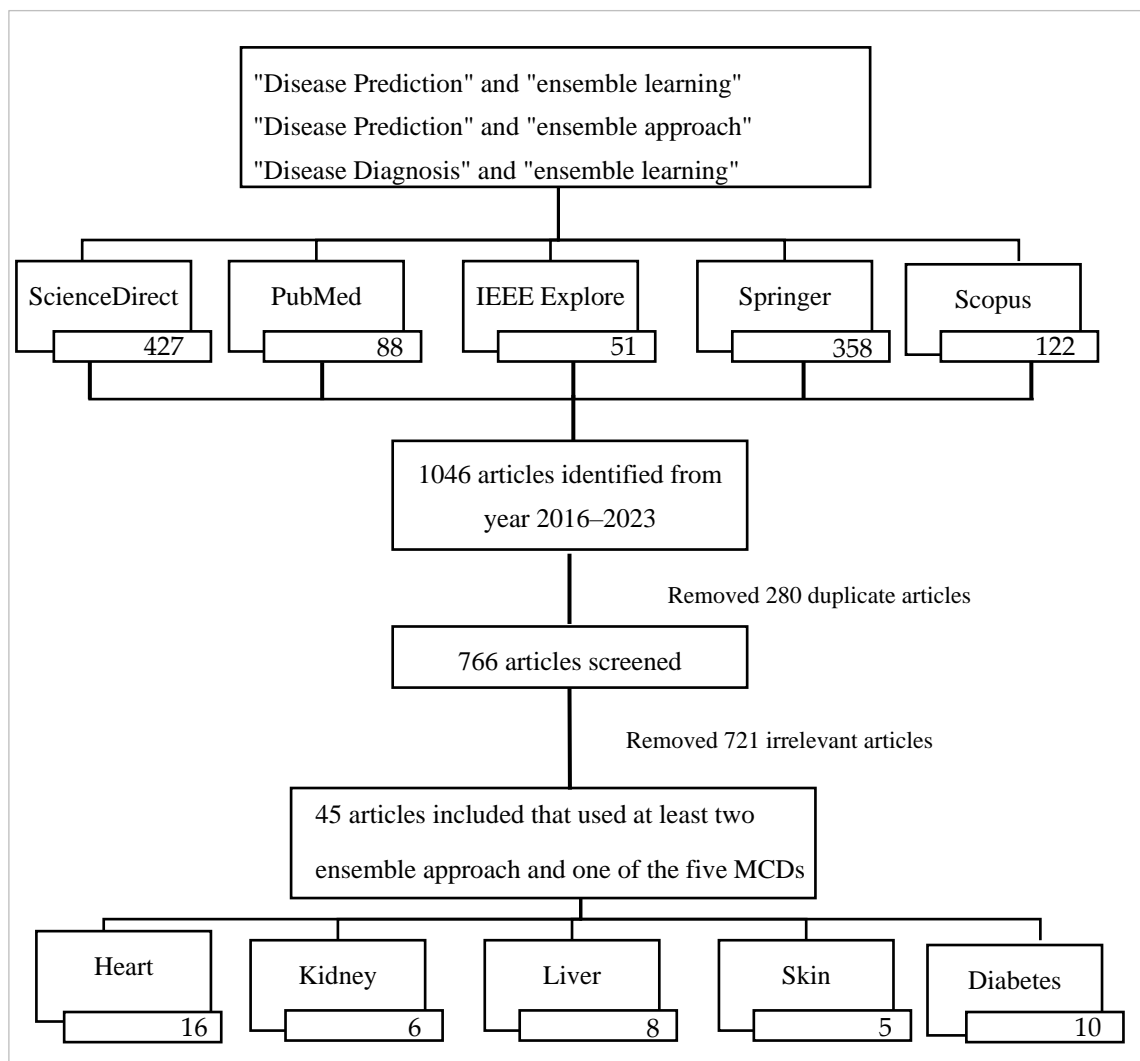 "Disease Prediction" and "ensemble learning"
"Disease Prediction" and "ensemble approach"
"Disease Diagnosis" and "ensemble learning"
ScienceDirect
427
PubMed
88
IEEE Explore
51
Springer
358
Scopus
122
1046 articles identified from
year 2016–2023
Removed 280 duplicate articles
766 articles screened
Removed 721 irrelevant articles
45 articles included that used at least two
ensemble approach and one of the five MCDs
Heart
16
Kidney
6
Liver
8
Skin
5
Diabetes
10